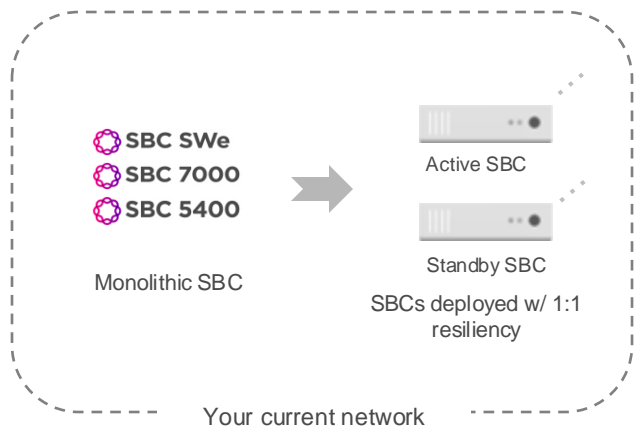 SBC SWe
SBC 7000
SBC 5400
Monolithic SBC
Active SBC
Standby SBC
SBCs deployed w/ 1:1
resiliency
Your current network